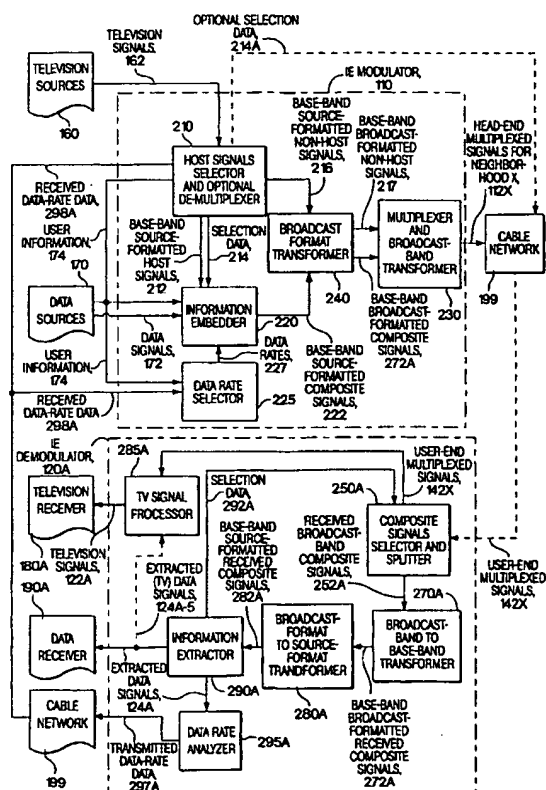 TELEVISION
SIGNALS,
162
OPTIONAL SELECTION
DATA,
214A
TELEVISION
SOURCES
160
IE MODULATOR,
110
210
HOST SIGNALS
SELECTOR
AND OPTIONAL
DE-MULTIPLEXER
BASE-BAND
SOURCE-
FORMATTED
NON-HOST
SIGNALS,
216
BASE-BAND
BROADCAST-
FORMATTED
NON-HOST
SIGNALS,
217
HEAD-END
MULTIPLEXED
SIGNALS FOR
NEIGHBOR-
HOOD X,
112X
RECEIVED
DATA-RATE DATA,
298A
USER
INFORMATION,
174
BASE-BAND
SOURCE-
FORMATTED
HOST
SIGNALS,
212
SELECTION
DATA,
214
BROADCAST
FORMAT
TRANSFORMER
240
MULTIPLEXER
AND
BROADCAST-
BAND
TRANSFORMER
230
CABLE
NETWORK
199
170
DATA
SOURCES
DATA
SIGNALS,
172
INFORMATION
EMBEDDER
220
DATA
RATES,
227
BASE-BAND
SOURCE-
FORMATTED
COMPOSITE
SIGNALS,
222
BASE-BAND
BROADCAST-
FORMATTED
COMPOSITE
SIGNALS,
272A
USER
INFORMATION,
174
RECEIVED
DATA-RATE DATA
298A
DATA RATE
SELECTOR
225
IE
DEMODULATOR,
120A
285A
TELEVISION
RECEIVER
180A
TV SIGNAL
FROCESSOR
TELEVISION
SIGNALS,
122A
SELECTION
DATA,
292A
USER-END
MULTIPLEXED
SIGNALS,
142X
250A
COMPOSITE
SIGNALS
SELECTOR AND
SPUTTER
USER-END
MULTIPLEXED
SIGNALS,
142X
BASE-BAND
SOURCE-
FORMATTED
RECEIVED
COMPOSITE
SIGNALS,
282A
RECEIVED
BROADCAST-
BAND
COMPOSITE
SIGNALS,
252A
270A
EXTRACTED
(TV) DATA
SIGNALS,
124A-5
190A
DATA
RECEIVER
INFORMATION
EXTRACTOR
290A
BROADCAST-
FORMAT
TO SOURCE-
FORMAT
TRANDFORMER
280A
BROADCAST-
BAND TO
BASE-BAND
TRANSFORMER
EXTRACTED
DATA
SIGNALS,
124A
BASE-BAND
BROADCAST-
FORMATTED
RECEIVED
COMPOSITE
SIGNALS,
272A
CABLE
NETWORK
199
DATA RATE
ANALYZER
295A
TRANSMITTED
DATA-RATE
DATA
297A